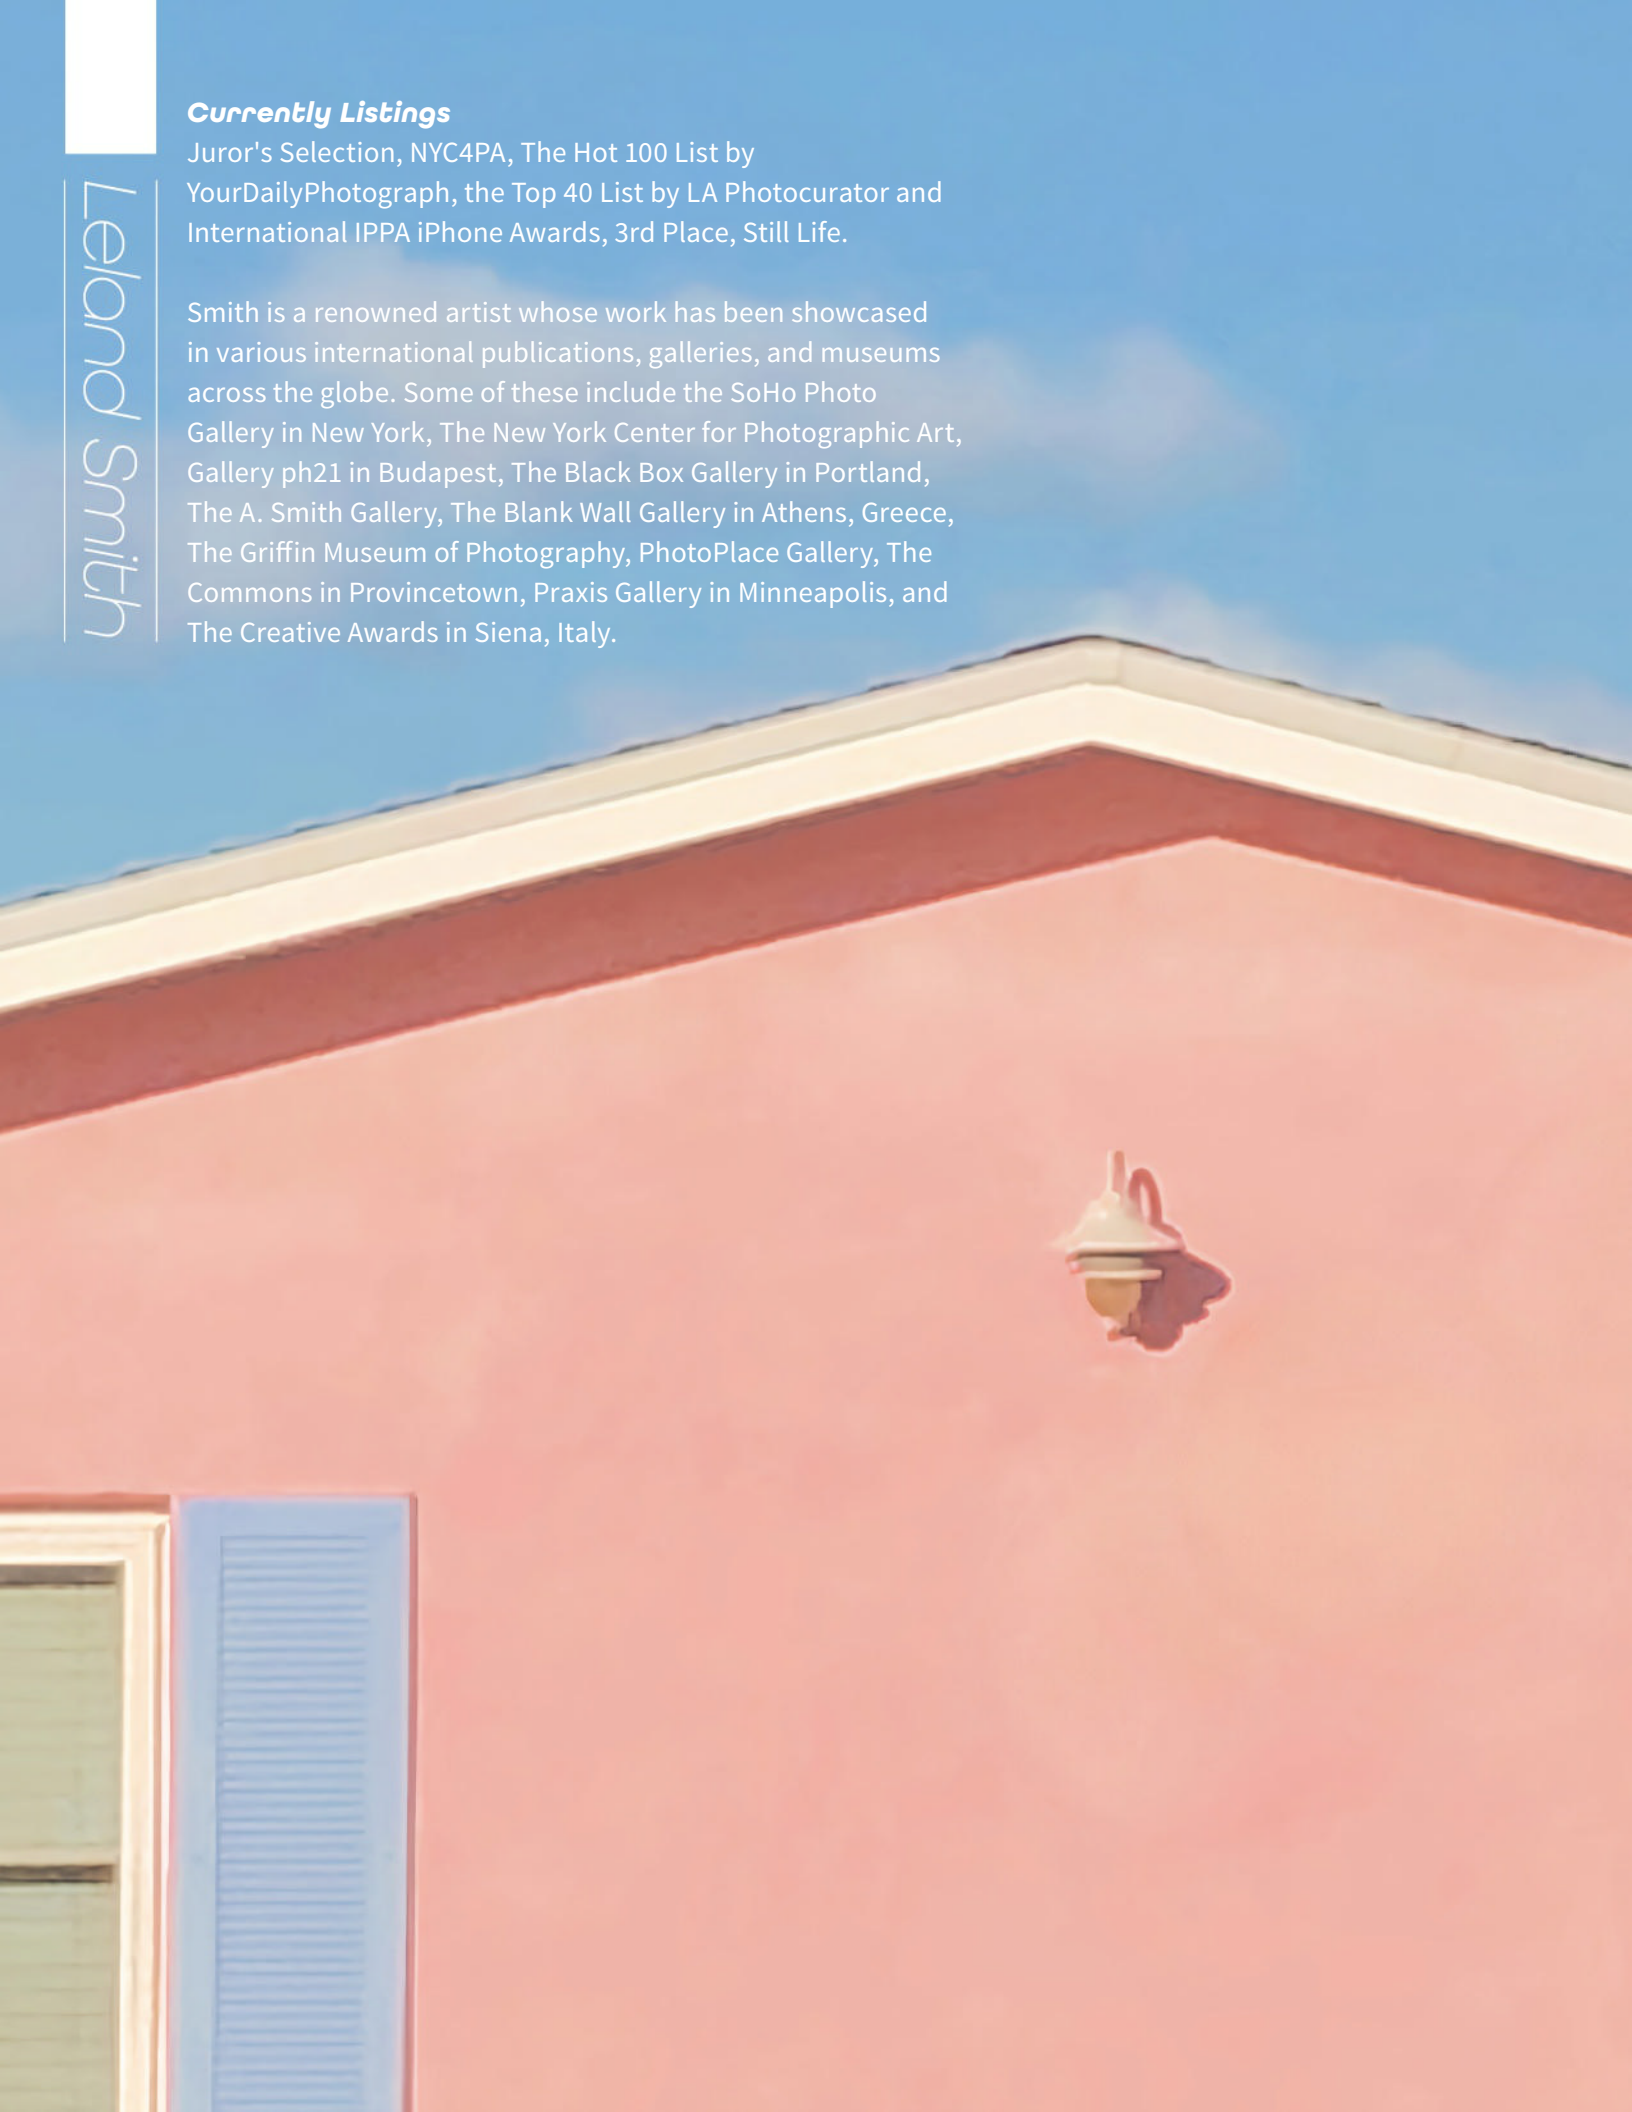 Currently Listings
Juror's Selection, NYC4PA, The Hot 100 List by
YourDailyPhotograph, the Top 40 List by LA Photocurator and
International IPPA iPhone Awards, 3rd Place, Still Life.
Smith is a renowned artist whose work has been showcased
in various international publications, galleries, and museums
across the globe. Some of these include the SoHo Photo
Gallery in New York, The New York Center for Photographic Art,
Gallery ph21 in Budapest, The Black Box Gallery in Portland,
The A. Smith Gallery, The Blank Wall Gallery in Athens, Greece,
The Griffin Museum of Photography, PhotoPlace Gallery, The
Commons in Provincetown, Praxis Gallery in Minneapolis, and
The Creative Awards in Siena, Italy.
Leland Smith